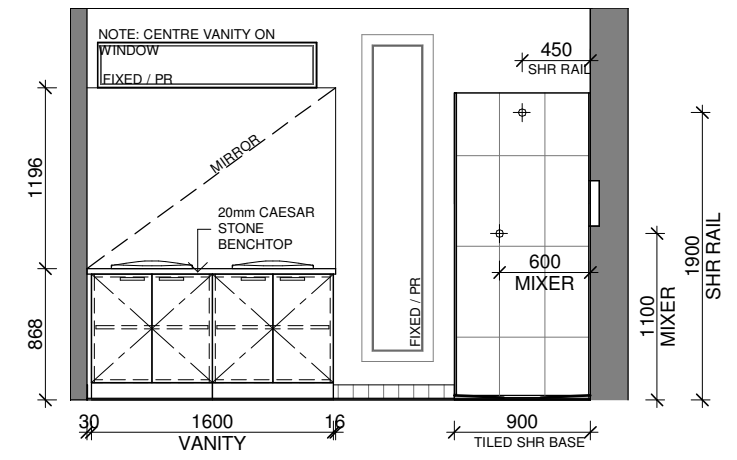 NOTE: CENTRE VANITY ON
WINDOW
FIXED / PR
450
SHR RAIL
MIRROR
1196
20mm CAESAR
STONE
BENCHTOP
600
MIXER
1900
SHR RAIL
1100
MIXER
FIXED / PR
868
30
1600
16
VANITY
900
TILED SHR BASE